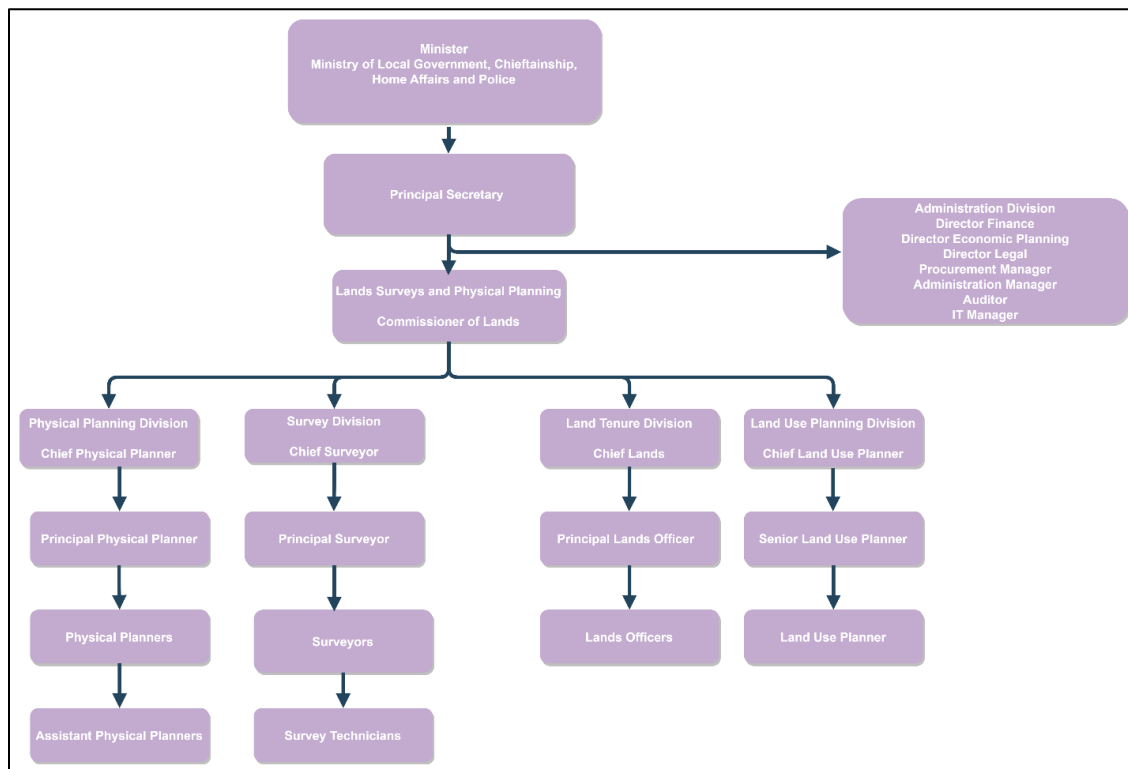 Minister
Ministry of Local Government, Chieftainship,
Home Affairs and Police
Principal Secretary
Administration Division
Director Finance
Director Economic Planning
Director Legal
Procurement Manager
Administration Manager
Auditor
IT Manager
Lands Surveys and Physical Planning
Commissioner of Lands
Physical Planning Division
Chief Physical Planner
Survey Division
Chief Surveyor
Land Tenure Division
Chief Lands
Land Use Planning Division
Chief Land Use Planner
Principal Physical Planner
Principal Surveyor
Principal Lands Officer
Senior Land Use Planner
Physical Planners
Surveyors
Lands Officers
Land Use Planner
Assistant Physical Planners
Survey Technicians